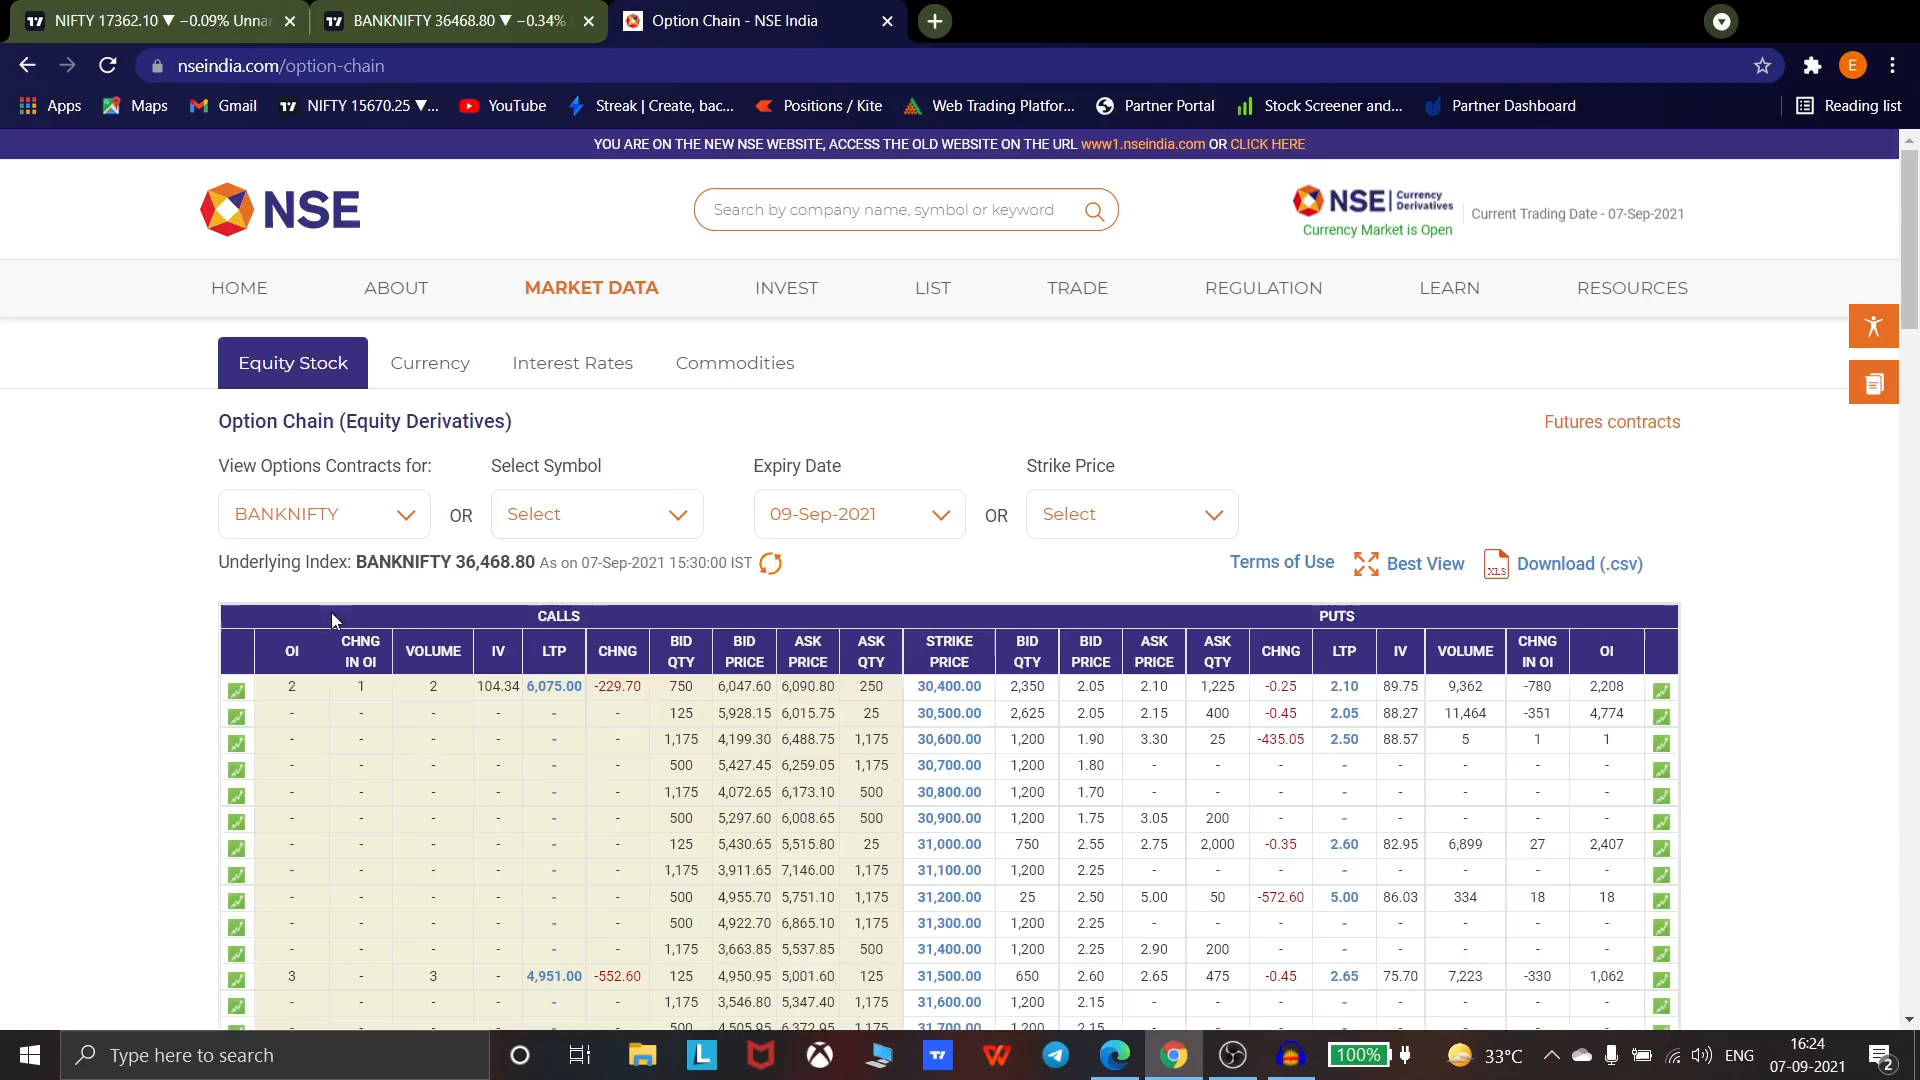 NIFTY 17362.10 ▼ −0.09% Unna
BANKNIFTY 36468.80 ▼ −0.34%
Option Chain - NSE India
nseindia.com/option-chain
E
Apps Maps Gmail NIFTY 15670.25 ▼... YouTube Streak | Create, bac... Positions / Kite Web Trading Platfor... Partner Portal Stock Screener and... Partner Dashboard Reading list
YOU ARE ON THE NEW NSE WEBSITE, ACCESS THE OLD WEBSITE ON THE URL www1.nseindia.com OR CLICK HERE
NSE
Search by company name, symbol or keyword
NSE Currency Derivatives
Currency Market is Open
Current Trading Date - 07-Sep-2021
HOME ABOUT MARKET DATA INVEST LIST TRADE REGULATION LEARN RESOURCES
Equity Stock Currency Interest Rates Commodities
Option Chain (Equity Derivatives) Futures contracts
View Options Contracts for: Select Symbol Expiry Date Strike Price
BANKNIFTY OR Select 09-Sep-2021 OR Select
Underlying Index: BANKNIFTY 36,468.80 As on 07-Sep-2021 15:30:00 IST Terms of Use Best View XLS Download (.csv)
CALLS PUTS
OI CHNG IN OI VOLUME IV LTP CHNG BID QTY BID PRICE ASK PRICE ASK QTY STRIKE PRICE BID QTY BID PRICE ASK PRICE ASK QTY CHNG LTP IV VOLUME CHNG IN OI OI
2 1 2 104.34 6,075.00 -229.70 750 6,047.60 6,090.80 250 30,400.00 2,350 2.05 2.10 1,225 -0.25 2.10 89.75 9,362 -780 2,208
- - - - - - 125 5,928.15 6,015.75 25 30,500.00 2,625 2.05 2.15 400 -0.45 2.05 88.27 11,464 -351 4,774
- - - - - - 1,175 4,199.30 6,488.75 1,175 30,600.00 1,200 1.90 3.30 25 -435.05 2.50 88.57 5 1 1
- - - - - - 500 5,427.45 6,259.05 1,175 30,700.00 1,200 1.80 - - - - - - - -
- - - - - - 1,175 4,072.65 6,173.10 500 30,800.00 1,200 1.70 - - - - - - - -
- - - - - - 500 5,297.60 6,008.65 500 30,900.00 1,200 1.75 3.05 200 - - - - - -
- - - - - - 125 5,430.65 5,515.80 25 31,000.00 750 2.55 2.75 2,000 -0.35 2.60 82.95 6,899 27 2,407
- - - - - - 1,175 3,911.65 7,146.00 1,175 31,100.00 1,200 2.25 - - - - - - - -
- - - - - - 500 4,955.70 5,751.10 1,175 31,200.00 25 2.50 5.00 50 -572.60 5.00 86.03 334 18 18
- - - - - - 500 4,922.70 6,865.10 1,175 31,300.00 1,200 2.25 - - - - - - - -
- - - - - - 1,175 3,663.85 5,537.85 500 31,400.00 1,200 2.25 2.90 200 - - - - - -
3 - 3 - 4,951.00 -552.60 125 4,950.95 5,001.60 125 31,500.00 650 2.60 2.65 475 -0.45 2.65 75.70 7,223 -330 1,062
- - - - - - 1,175 3,546.80 5,347.40 1,175 31,600.00 1,200 2.15 - - - - - - - -
- - - - - - 500 4,505.95 6,372.95 1,175 31,700.00 1,200 2.15 - - - - - - - -
Type here to search 100% 33°C ENG 16:24
07-09-2021 2